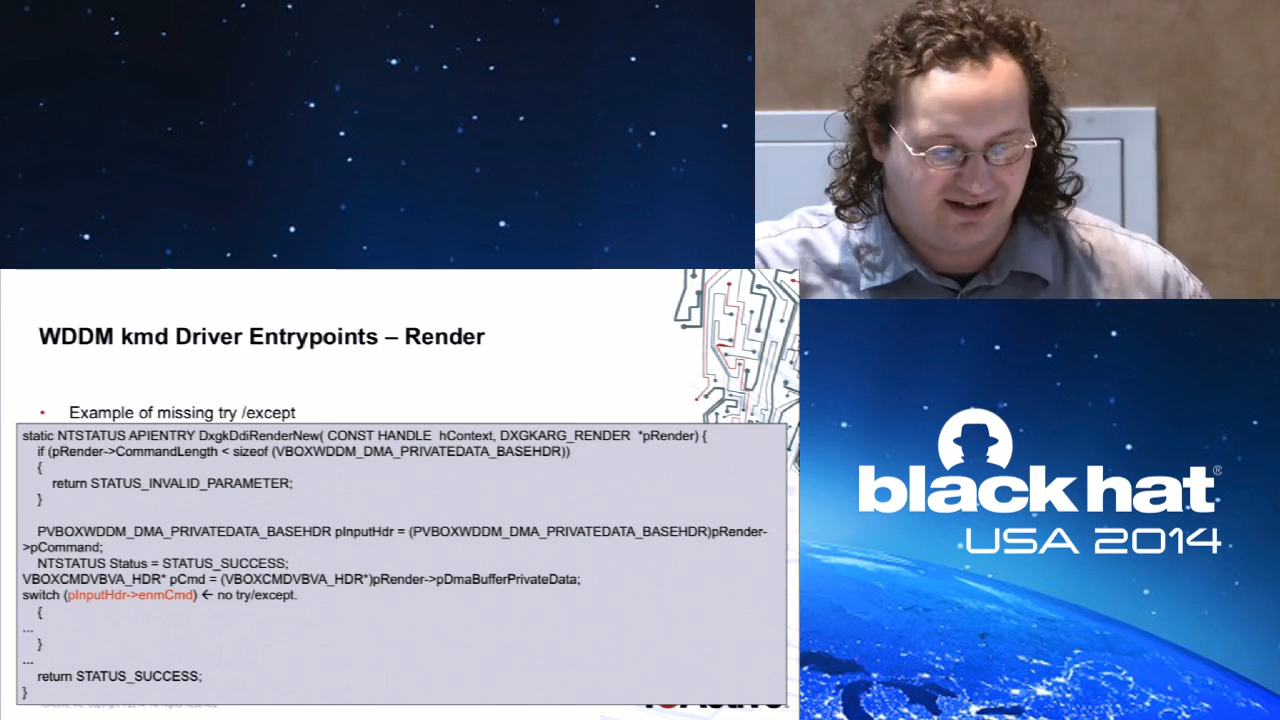 WDDM kmd Driver Entrypoints – Render
• Example of missing try /except
static NTSTATUS APIENTRY DxgkDdiRenderNew( CONST HANDLE hContext, DXGKARG_RENDER *pRender) {
if (pRender->CommandLength < sizeof (VBOXWDDM_DMA_PRIVATEDATA_BASEHDR))
{
return STATUS_INVALID_PARAMETER;
}
PVBOXWDDM_DMA_PRIVATEDATA_BASEHDR pInputHdr = (PVBOXWDDM_DMA_PRIVATEDATA_BASEHDR)pRender-
>pCommand;
NTSTATUS Status = STATUS_SUCCESS;
VBOXCMDVBVA_HDR* pCmd = (VBOXCMDVBVA_HDR*)pRender->pDmaBufferPrivateData;
switch (pInputHdr->enmCmd) ← no try/except.
{
...
}
...
return STATUS_SUCCESS;
}
black hat®
USA 2014